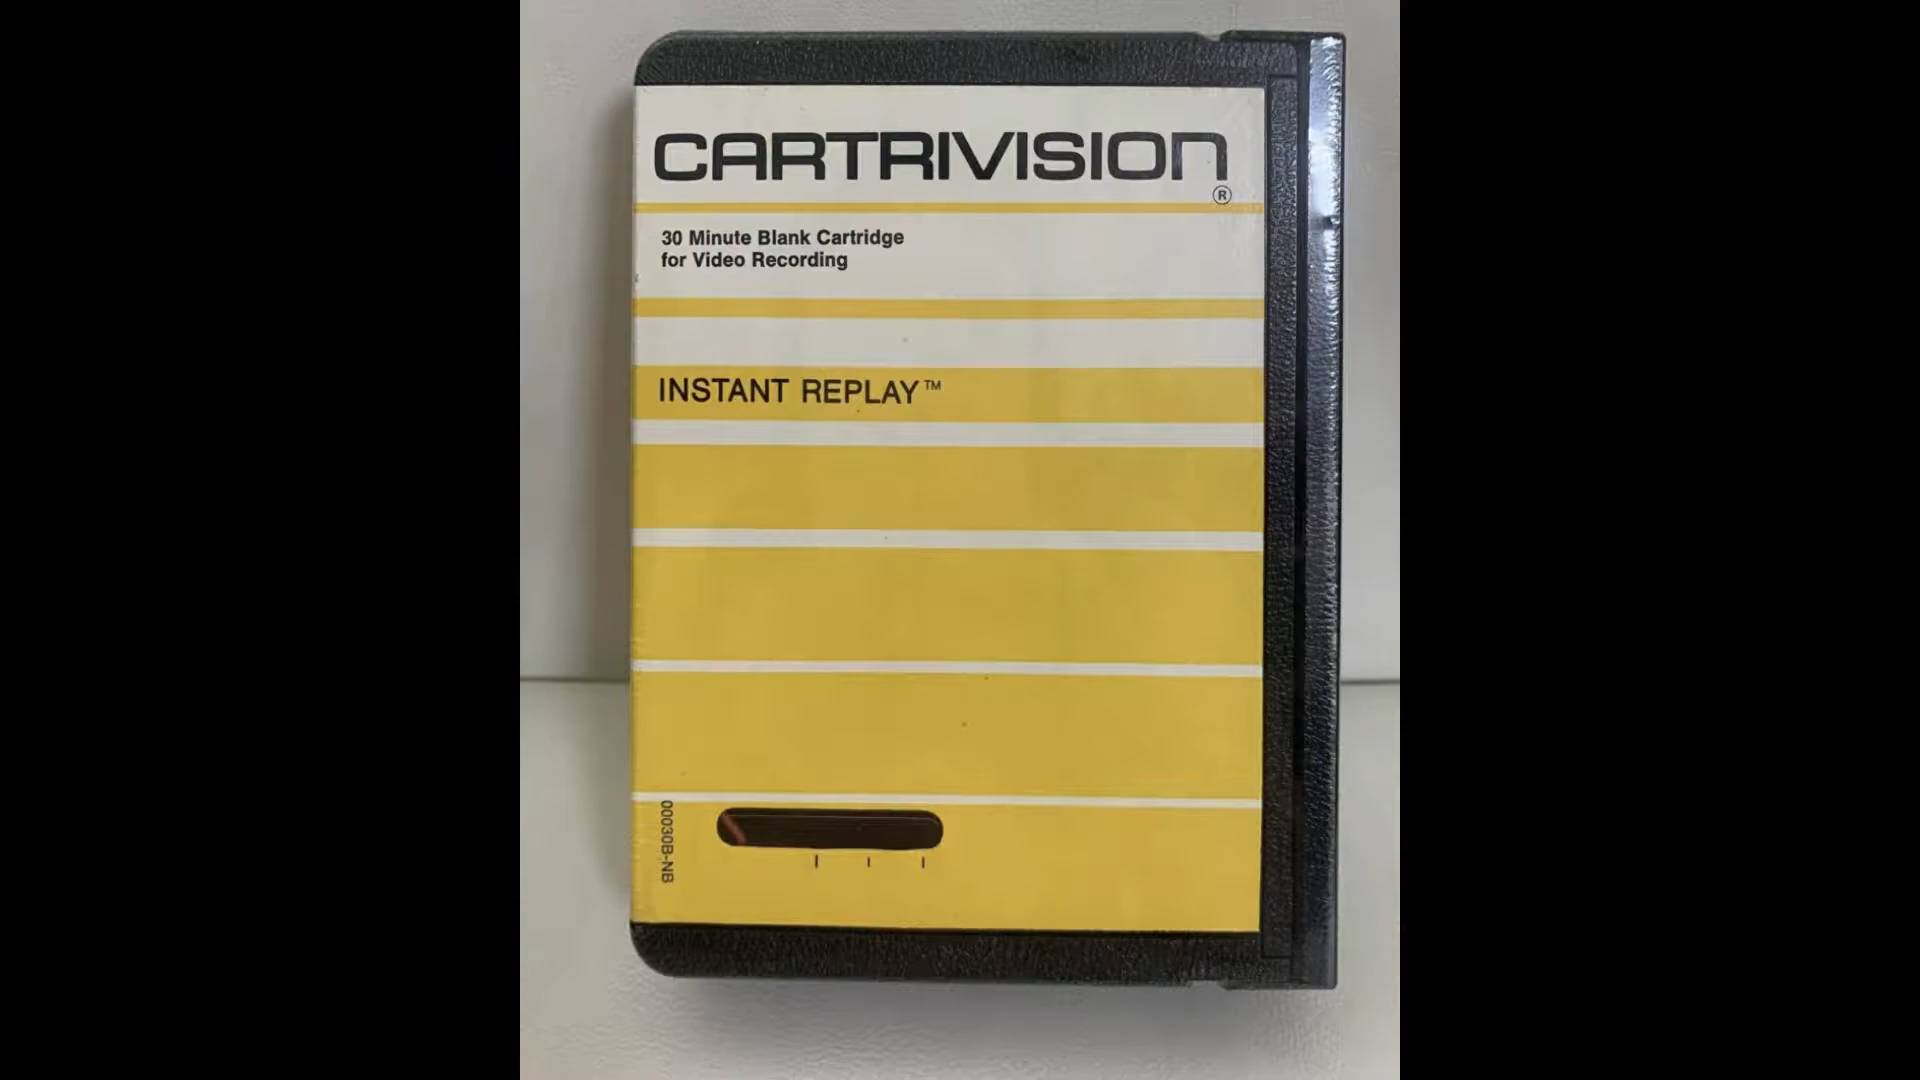 CARTRIVISION
®
30 Minute Blank Cartridge
for Video Recording
INSTANT REPLAY™
00030B-NB